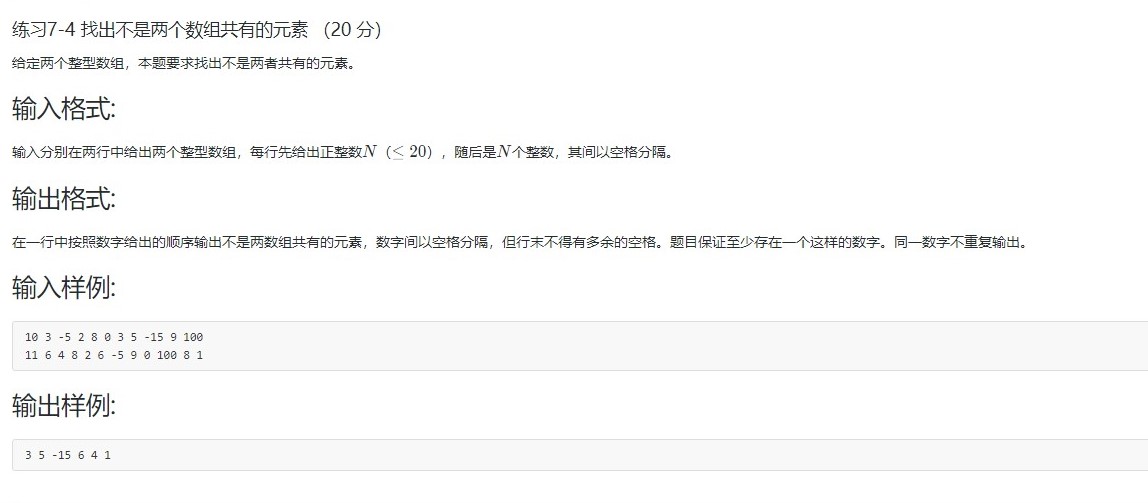 练习7-4 找出不是两个数组共有的元素 （20 分）
给定两个整型数组，本题要求找出不是两者共有的元素。
输入格式:
输入分别在两行中给出两个整型数组，每行先给出正整数N（≤ 20），随后是N个整数，其间以空格分隔。
输出格式:
在一行中按照数字给出的顺序输出不是两数组共有的元素，数字间以空格分隔，但行末不得有多余的空格。题目保证至少存在一个这样的数字。同一数字不重复输出。
输入样例:
10 3 -5 2 8 0 3 5 -15 9 100
11 6 4 8 2 6 -5 9 0 100 8 1
输出样例:
3 5 -15 6 4 1